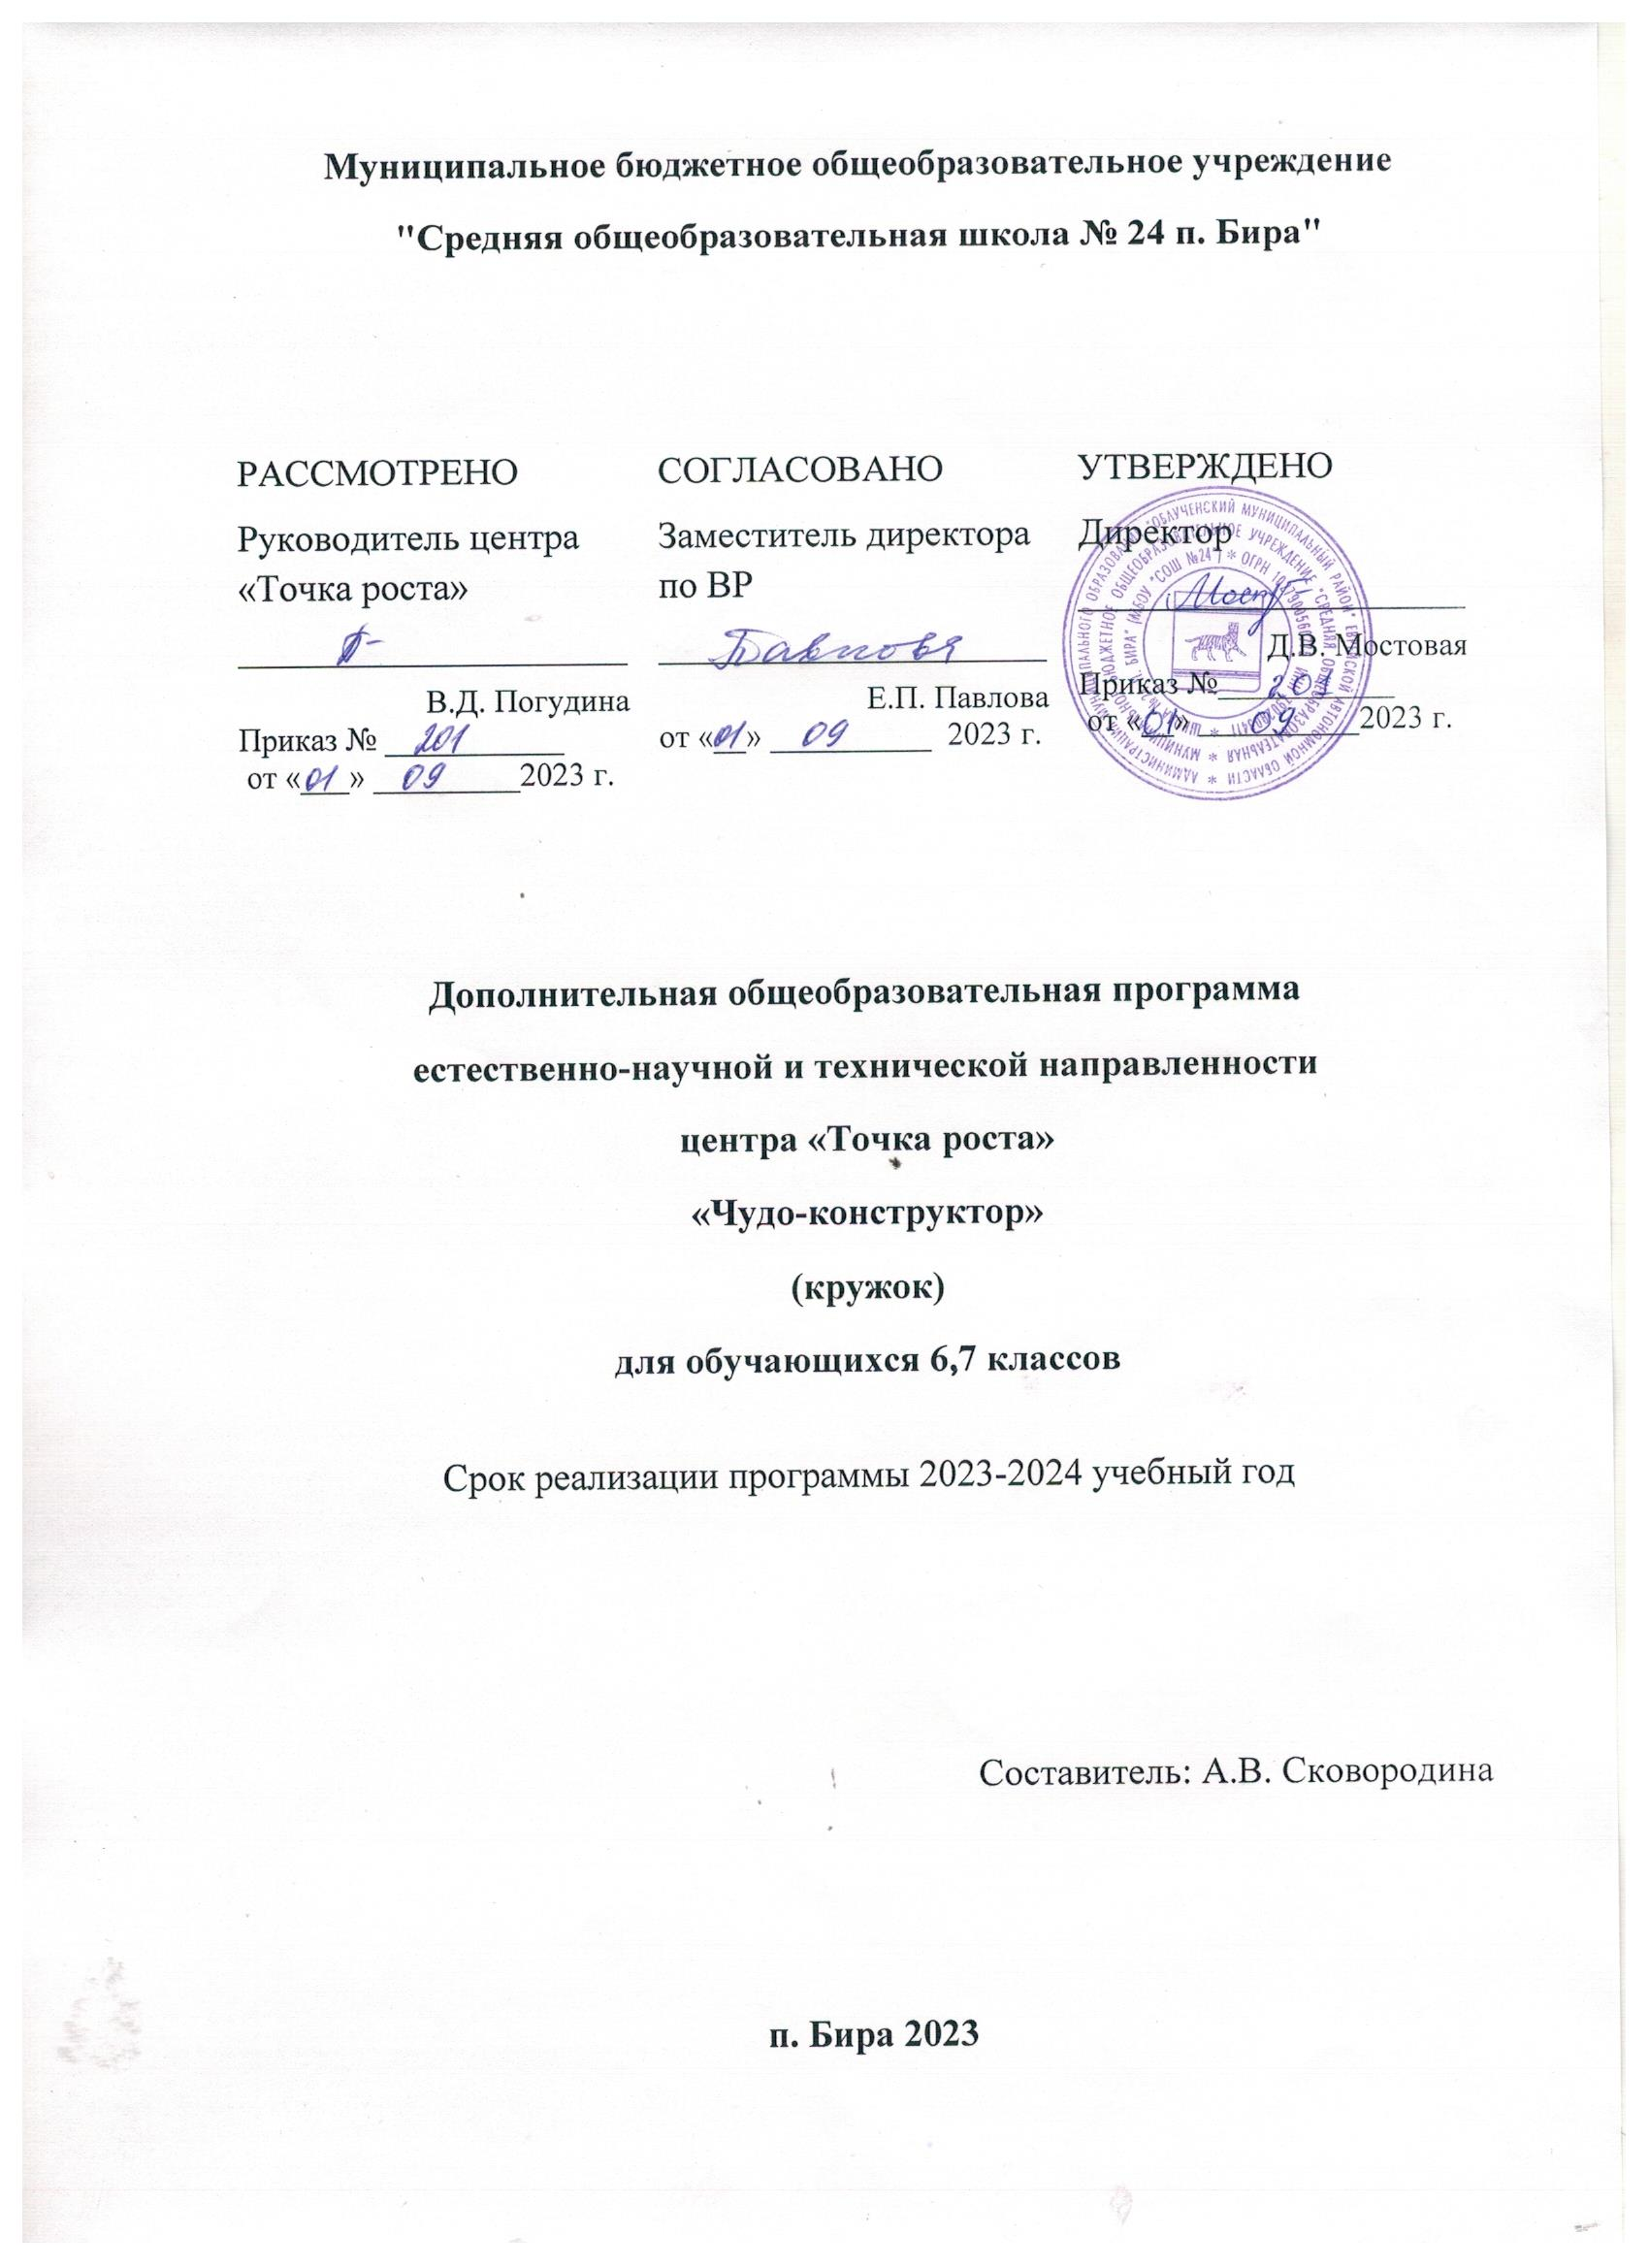 Муниципальное бюджетное общеобразовательное учреждение
"Средняя общеобразовательная школа № 24 п. Бира"
РАССМОТРЕНО
Руководитель центра
«Точка роста»
В.Д. Погудина
Приказ № 201
от «01» 09 2023 г.
СОГЛАСОВАНО
Заместитель директора
по ВР
Е.П. Павлова
от «01» 09 2023 г.
УТВЕРЖДЕНО
Директор
Д.В. Мостовая
Приказ № 201
от «01» 09 2023 г.
Дополнительная общеобразовательная программа
естественно-научной и технической направленности
центра «Точка роста»
«Чудо-конструктор»
(кружок)
для обучающихся 6,7 классов
Срок реализации программы 2023-2024 учебный год
Составитель: А.В. Сковородина
п. Бира 2023